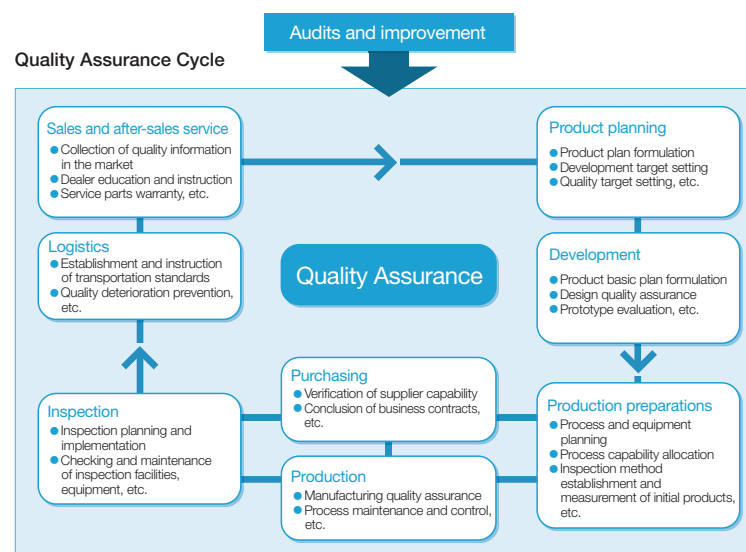 Audits and improvement
Quality Assurance Cycle
Sales and after-sales service
● Collection of quality information
in the market
● Dealer education and instruction
● Service parts warranty, etc.
Product planning
● Product plan formulation
● Development target setting
● Quality target setting, etc.
Logistics
● Establishment and instruction
of transportation standards
● Quality deterioration prevention,
etc.
Quality Assurance
Development
● Product basic plan formulation
● Design quality assurance
● Prototype evaluation, etc.
Inspection
● Inspection planning and
implementation
● Checking and maintenance
of inspection facilities,
equipment, etc.
Purchasing
● Verification of supplier capability
● Conclusion of business contracts,
etc.
Production
● Manufacturing quality assurance
● Process maintenance and control,
etc.
Production preparations
● Process and equipment
planning
● Process capability allocation
● Inspection method
establishment and
measurement of initial products,
etc.